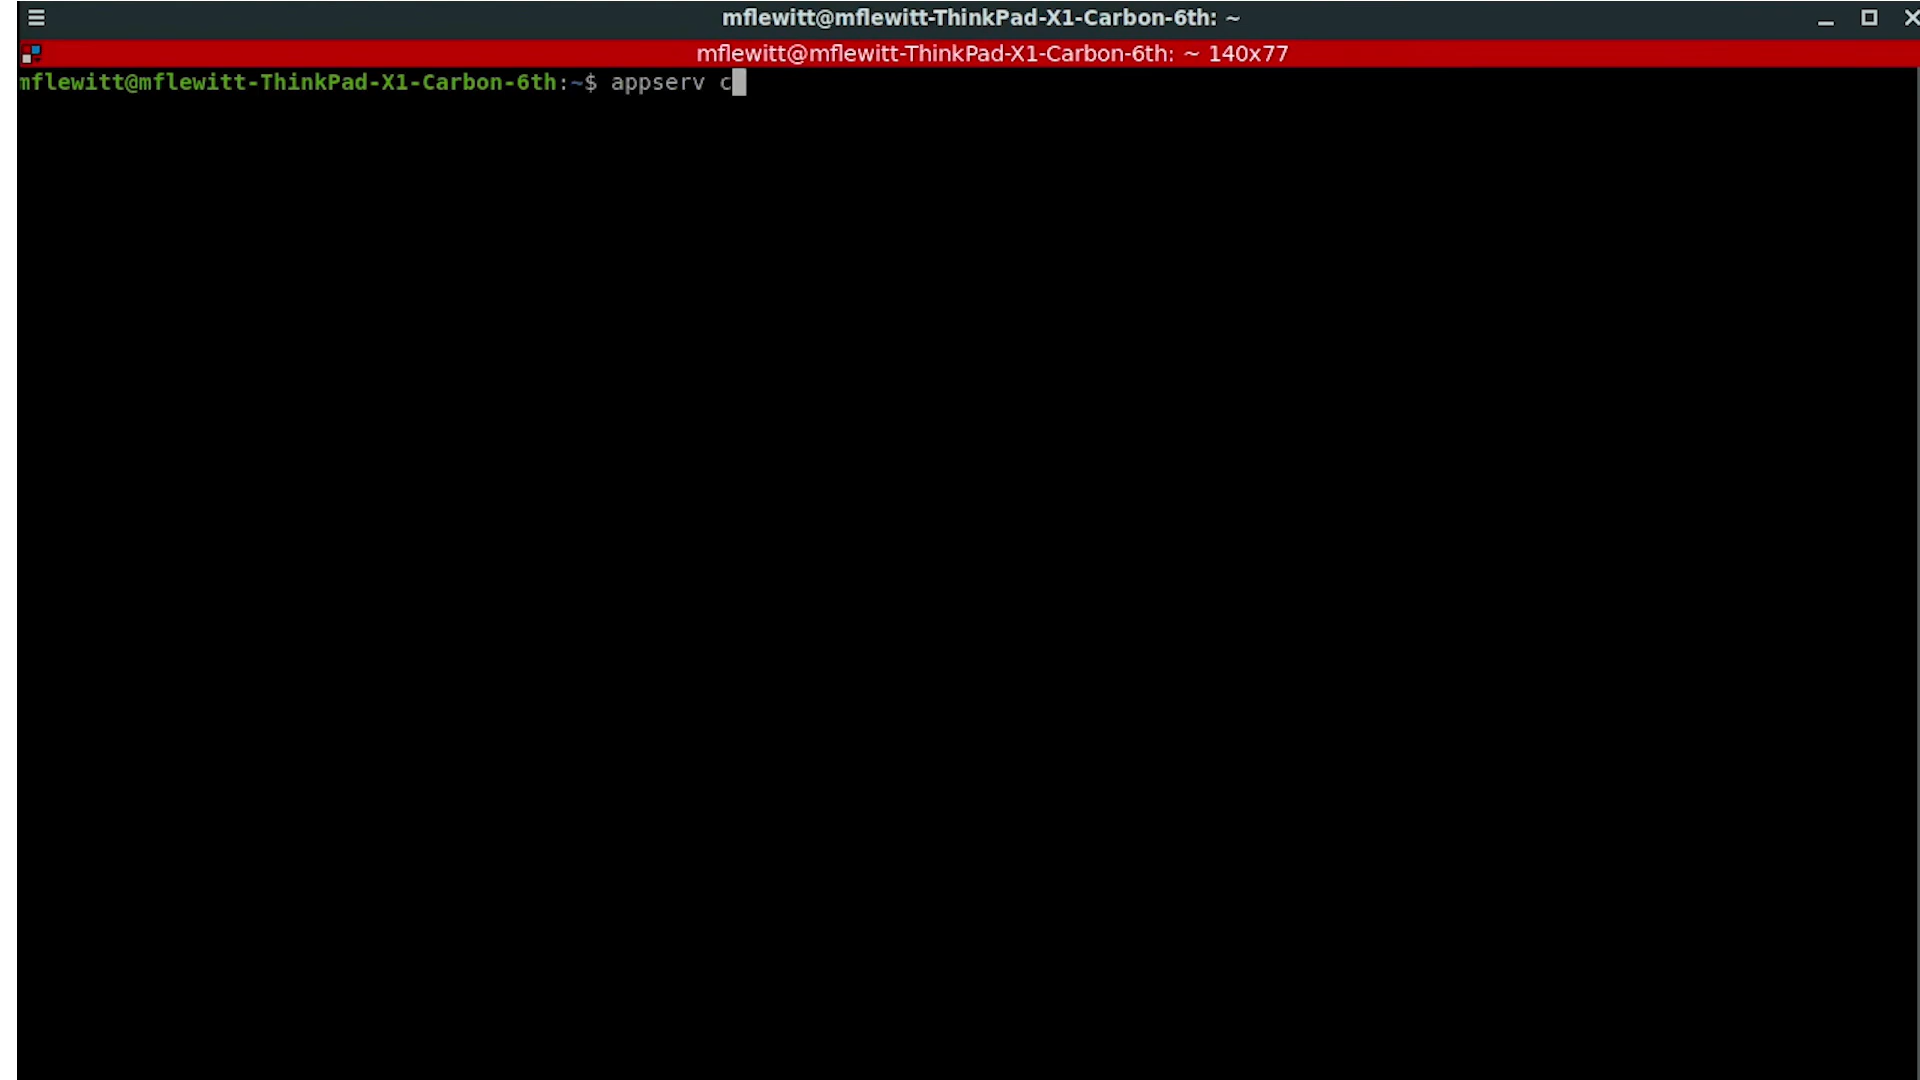 mflewitt@mflewitt-ThinkPad-X1-Carbon-6th: ~
mflewitt@mflewitt-ThinkPad-X1-Carbon-6th: ~ 140x77
mflewitt@mflewitt-ThinkPad-X1-Carbon-6th:~$ appserv c